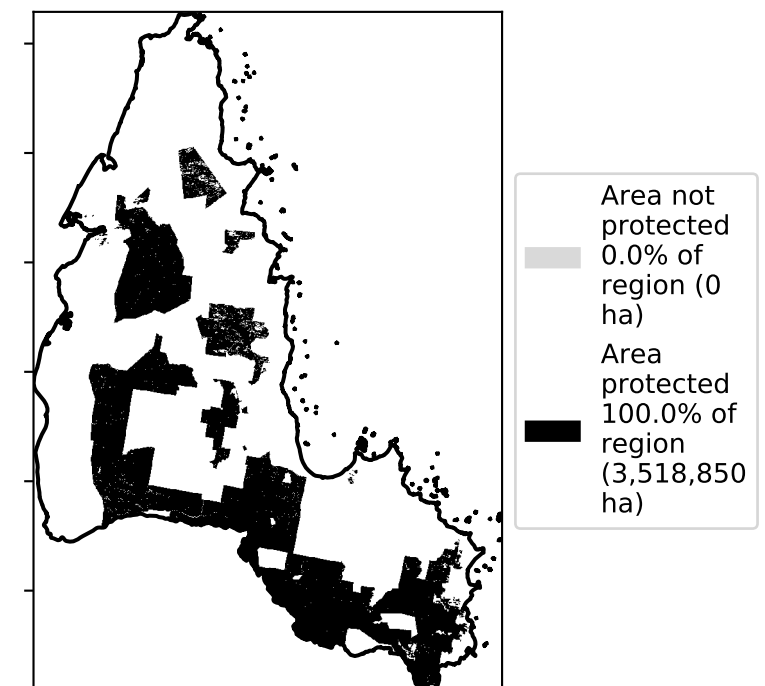 Area not
protected
0.0% of
region (0
ha)
Area
protected
100.0% of
region
(3,518,850
ha)